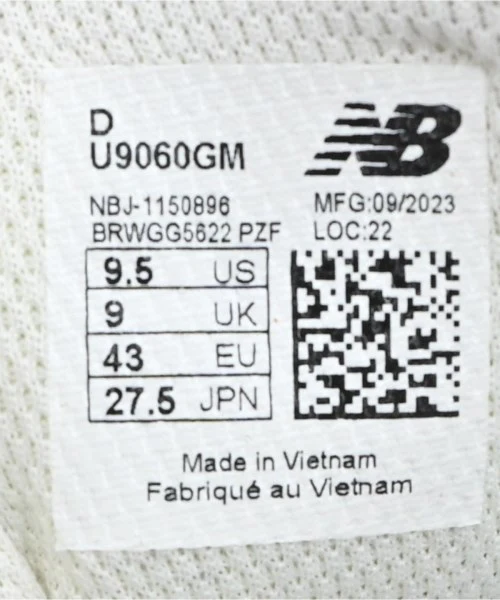 D
U9060GM
NB
NBJ-1150896
BRWGG5622 PZF
MFG:09/2023
LOC:22
9.5 US
9 UK
43 EU
27.5 JPN
Made in Vietnam
Fabriqué au Vietnam